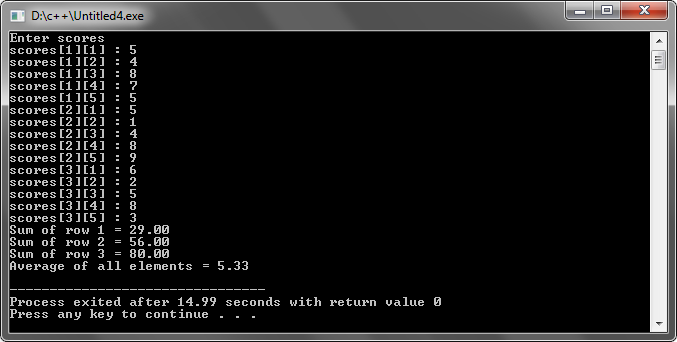 D:\c++\Untitled4.exe
Enter scores
scores[1][1] : 5
scores[1][2] : 4
scores[1][3] : 8
scores[1][4] : 7
scores[1][5] : 5
scores[2][1] : 5
scores[2][2] : 1
scores[2][3] : 4
scores[2][4] : 8
scores[2][5] : 9
scores[3][1] : 6
scores[3][2] : 2
scores[3][3] : 5
scores[3][4] : 8
scores[3][5] : 3
Sum of row 1 = 29.00
Sum of row 2 = 56.00
Sum of row 3 = 80.00
Average of all elements = 5.33
--------------------------------
Process exited after 14.99 seconds with return value 0
Press any key to continue . . .